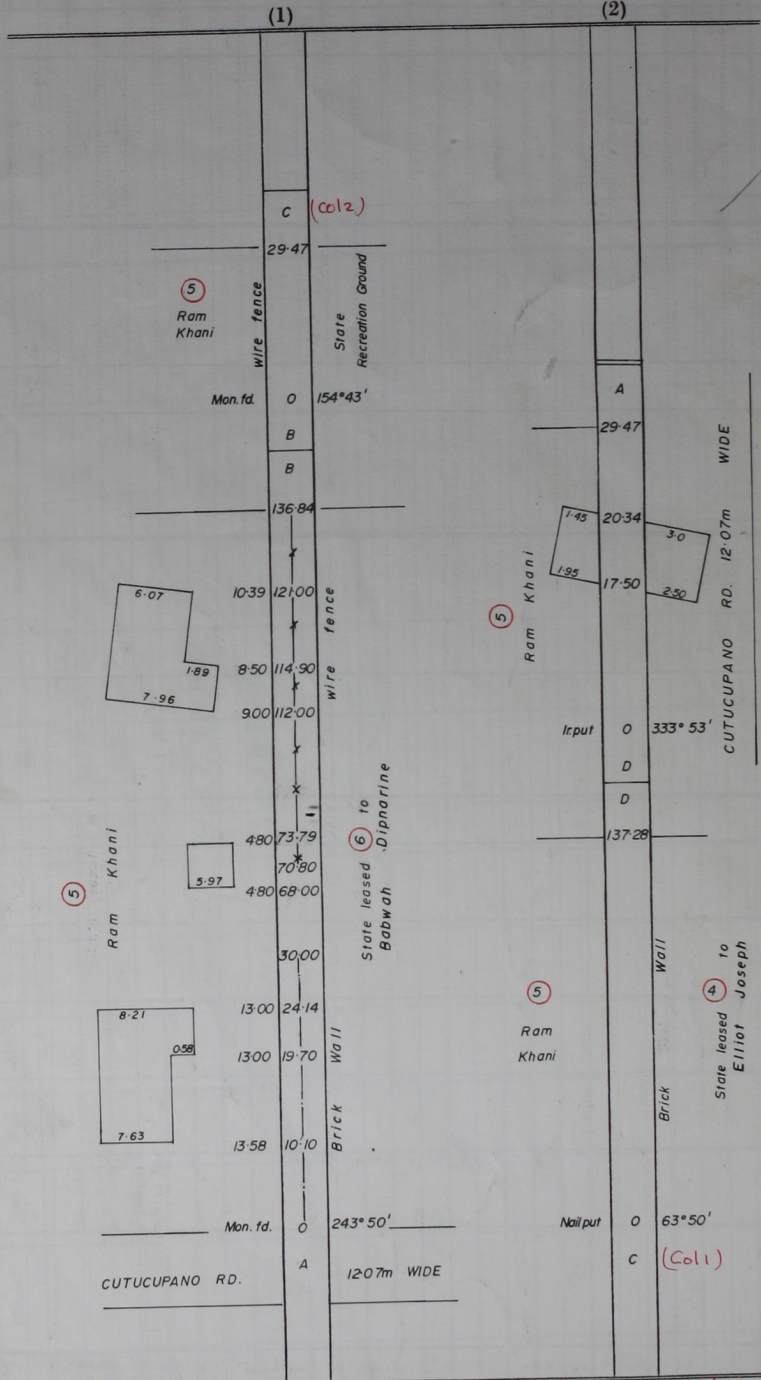 (1)
C (Col2)
29.47
5
Ram
Khani
wire fence
State
Recreation Ground
Mon. fd. O 154°43'
B
B
136.84
6.07
10.39 121.00
wire fence
1.89
8.50 114.90
7.96
9.00 112.00
4.80 73.79
70.80
5.97
4.80 68.00
5
Ram Khani
State leased 6 to
Babwah Dipnarine
30.00
8.21
13.00 24.14
0.58
13.00 19.70
Brick Wall
7.63
13.58 10.10
Mon. fd. O 243°50'
A
CUTUCUPANO RD. 12.07m WIDE
(2)
A
29.47
1.45 20.34 3.0
1.95 17.50 2.50
5
Ram Khani
CUTUCUPANO RD. 12.07m WIDE
Ir.put O 333°53'
D
D
137.28
5
Ram
Khani
Brick Wall
State leased 4 to
Elliot Joseph
Nail put O 63°50'
C (Col1)